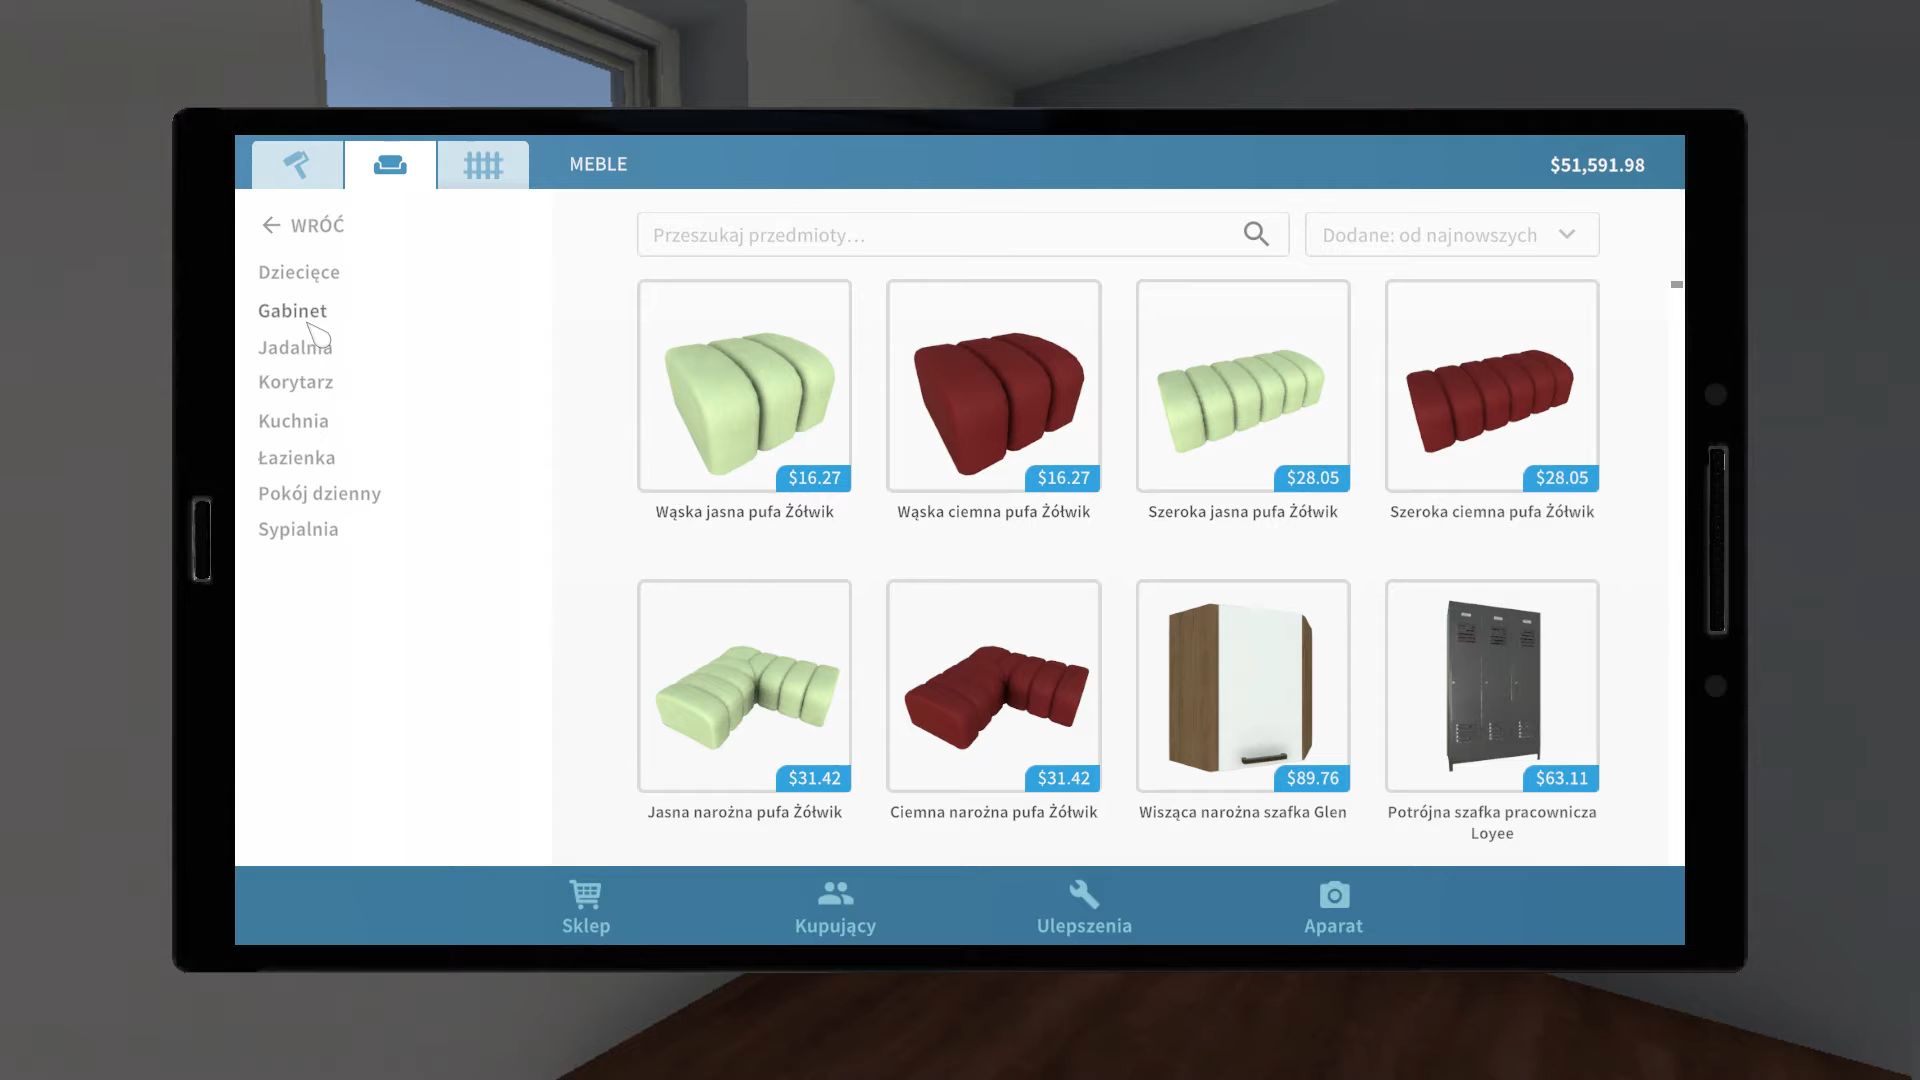 MEBLE
$51,591.98
WRÓĆ
Dziecięce
Gabinet
Jadalnia
Korytarz
Kuchnia
Łazienka
Pokój dzienny
Sypialnia
Przeszukaj przedmioty...
Dodane: od najnowszych
$16.27
$16.27
$28.05
$28.05
Wąska jasna pufa Żółwik
Wąska ciemna pufa Żółwik
Szeroka jasna pufa Żółwik
Szeroka ciemna pufa Żółwik
$31.42
$31.42
$89.76
$63.11
Jasna narożna pufa Żółwik
Ciemna narożna pufa Żółwik
Wisząca narożna szafka Glen
Potrójna szafka pracownicza
Loyee
Sklep
Kupujący
Ulepszenia
Aparat